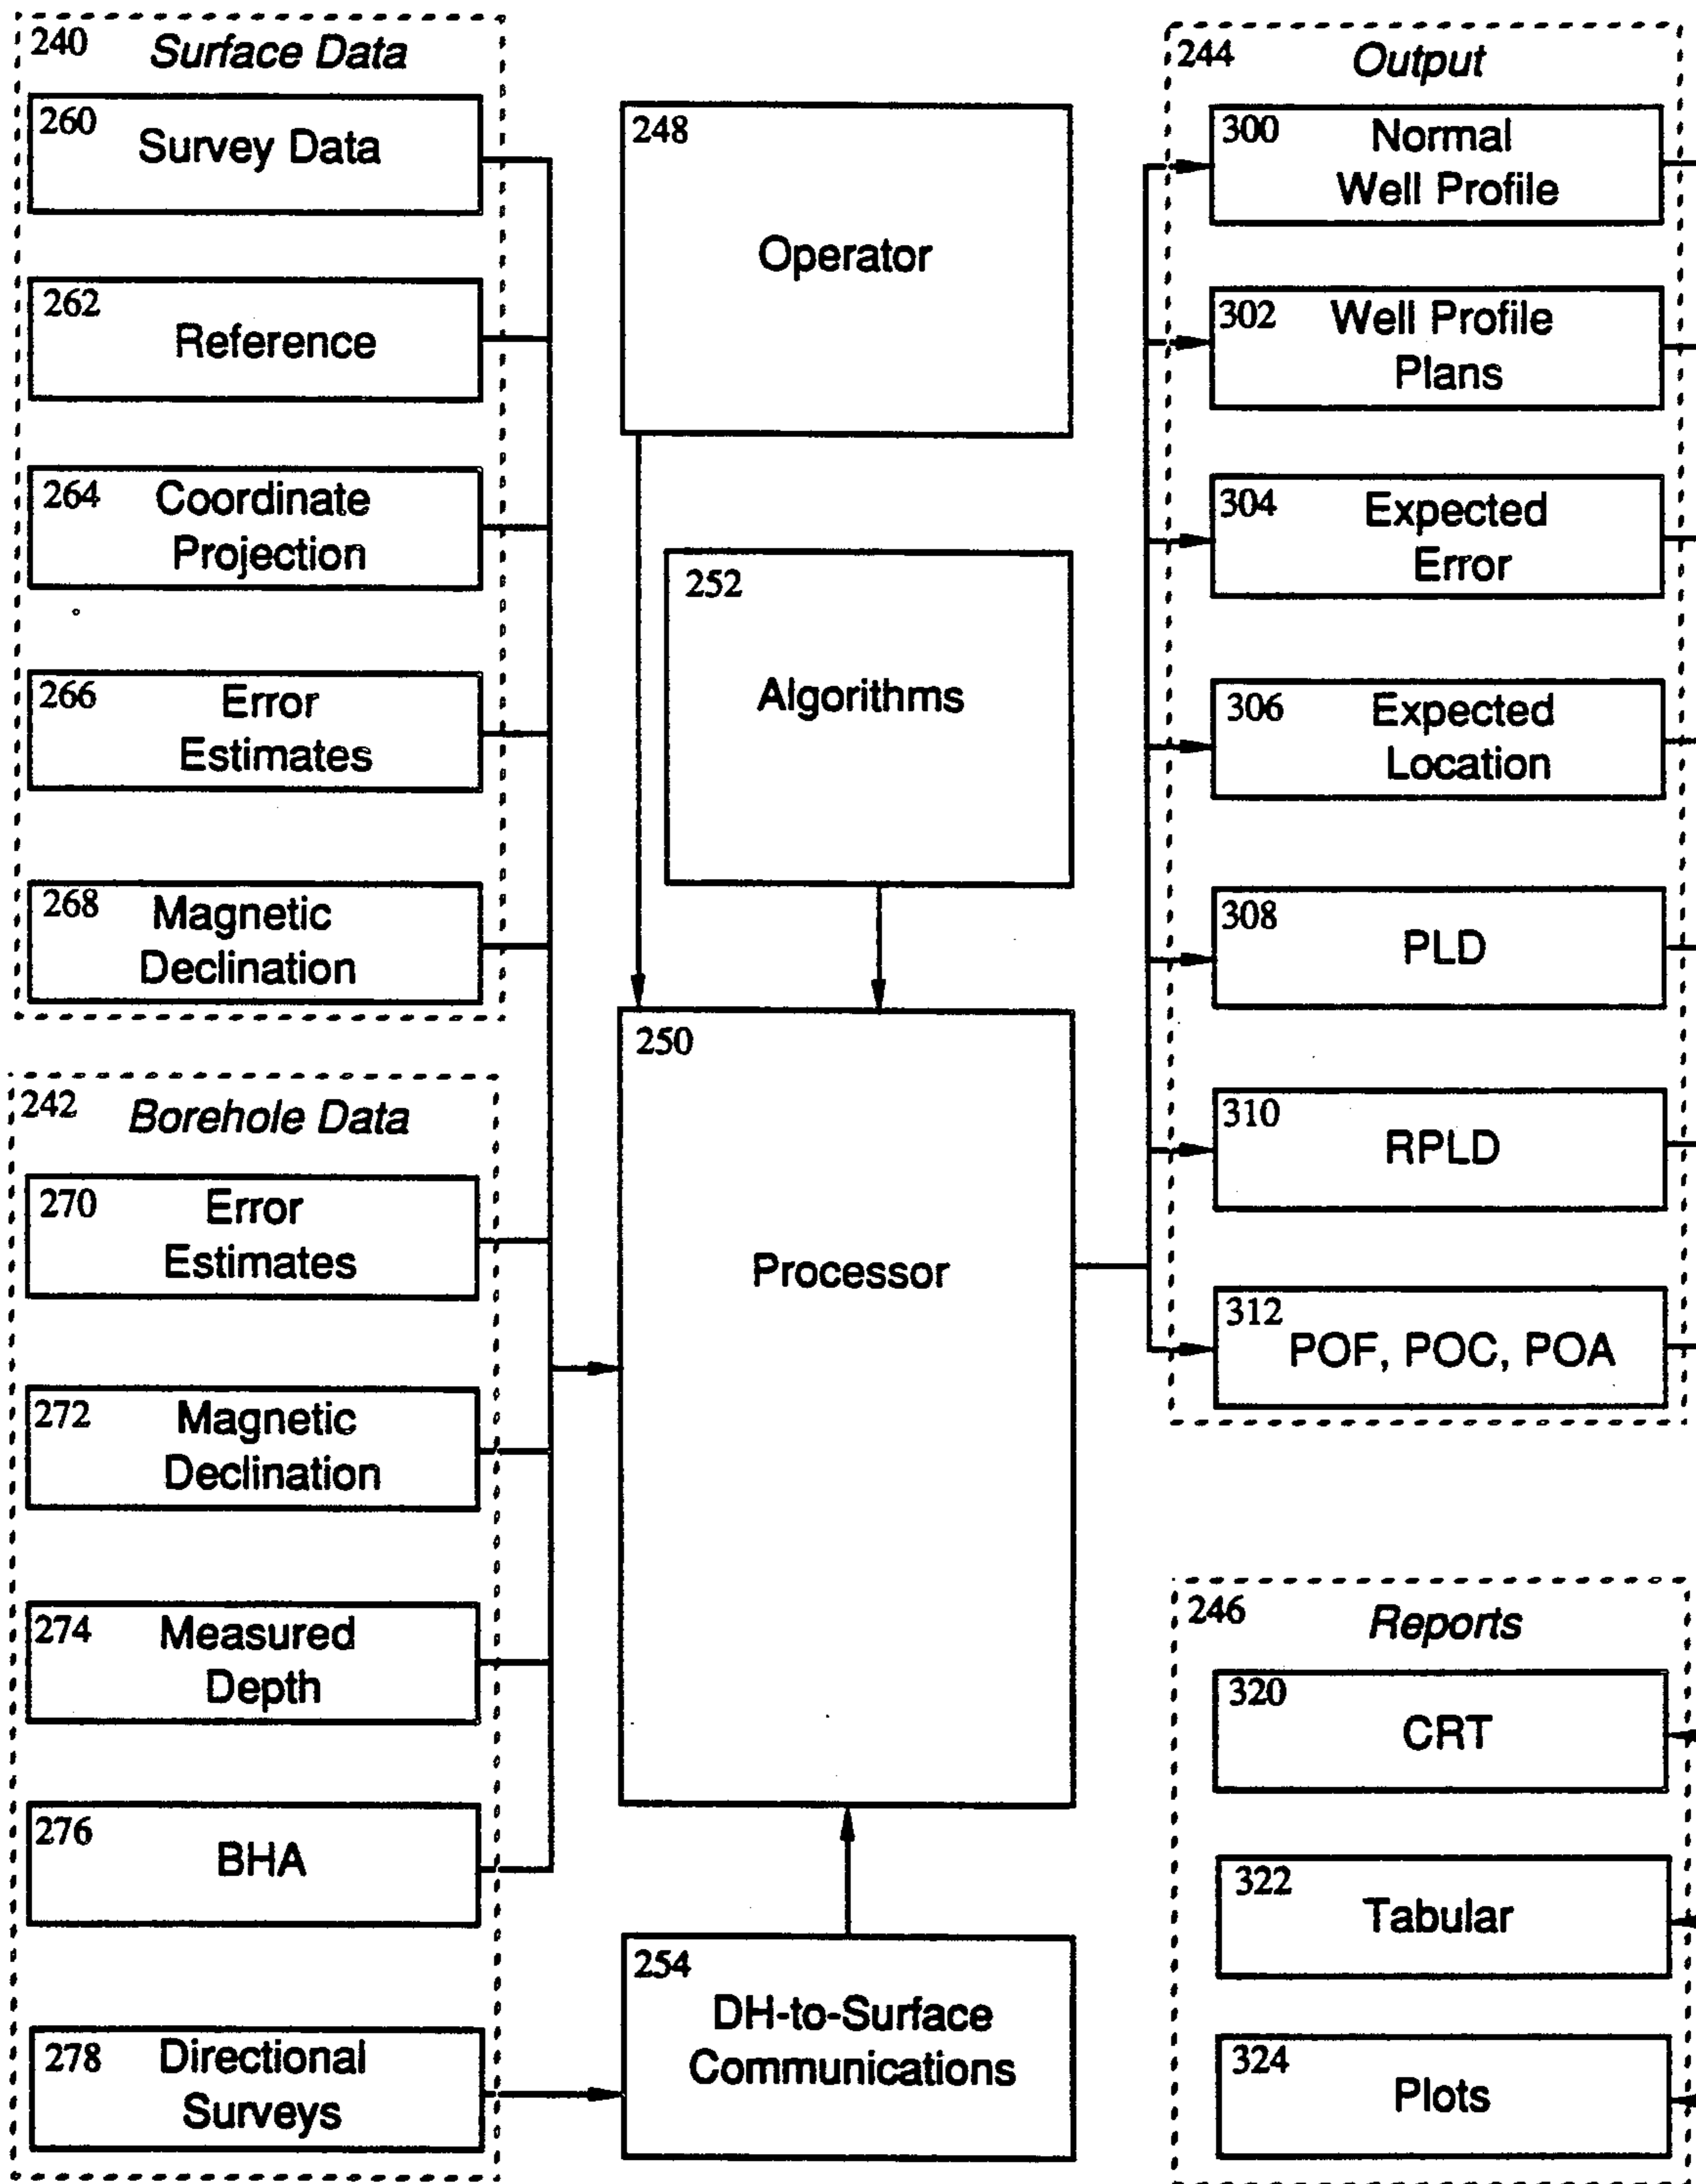 240 Surface Data
260 Survey Data
262 Reference
264 Coordinate
Projection
266 Error
Estimates
268 Magnetic
Declination
242 Borehole Data
270 Error
Estimates
272 Magnetic
Declination
274 Measured
Depth
276 BHA
278 Directional
Surveys
248
Operator
252
Algorithms
250
Processor
254
DH-to-Surface
Communications
244 Output
300 Normal
Well Profile
302 Well Profile
Plans
304 Expected
Error
306 Expected
Location
308
PLD
310
RPLD
312
POF, POC, POA
246 Reports
320
CRT
322
Tabular
324
Plots